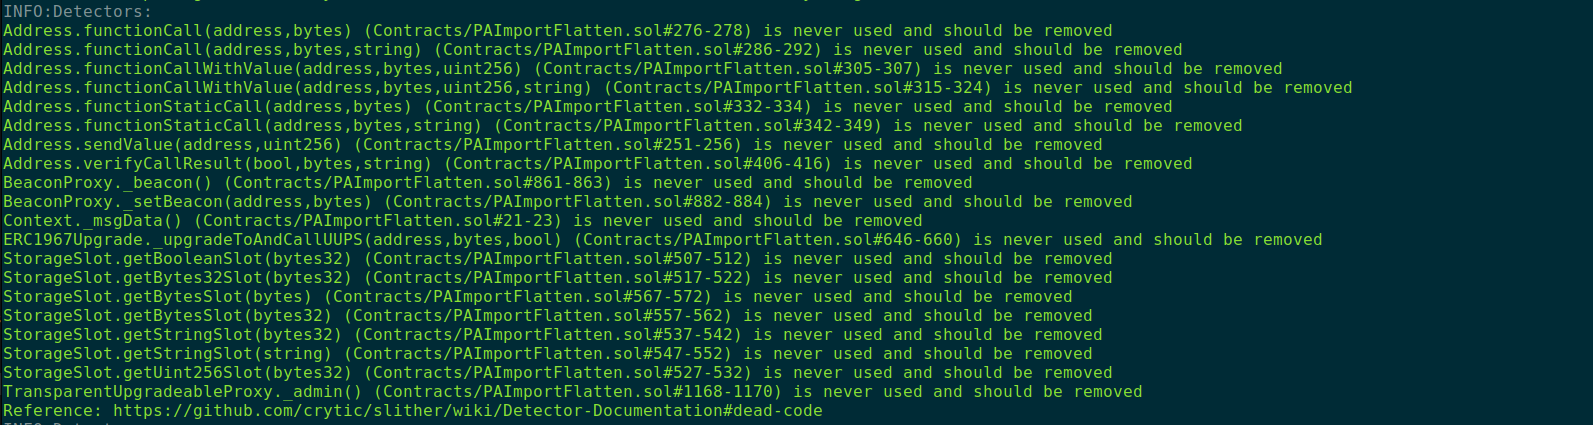 INFO:Detectors:
Address.functionCall(address,bytes) (Contracts/PAImportFlatten.sol#276-278) is never used and should be removed
Address.functionCall(address,bytes,string) (Contracts/PAImportFlatten.sol#286-292) is never used and should be removed
Address.functionCallWithValue(address,bytes,uint256) (Contracts/PAImportFlatten.sol#305-307) is never used and should be removed
Address.functionCallWithValue(address,bytes,uint256,string) (Contracts/PAImportFlatten.sol#315-324) is never used and should be removed
Address.functionStaticCall(address,bytes) (Contracts/PAImportFlatten.sol#332-334) is never used and should be removed
Address.functionStaticCall(address,bytes,string) (Contracts/PAImportFlatten.sol#342-349) is never used and should be removed
Address.sendValue(address,uint256) (Contracts/PAImportFlatten.sol#251-256) is never used and should be removed
Address.verifyCallResult(bool,bytes,string) (Contracts/PAImportFlatten.sol#406-416) is never used and should be removed
BeaconProxy._beacon() (Contracts/PAImportFlatten.sol#861-863) is never used and should be removed
BeaconProxy._setBeacon(address,bytes) (Contracts/PAImportFlatten.sol#882-884) is never used and should be removed
Context._msgData() (Contracts/PAImportFlatten.sol#21-23) is never used and should be removed
ERC1967Upgrade._upgradeToAndCallUUPS(address,bytes,bool) (Contracts/PAImportFlatten.sol#646-660) is never used and should be removed
StorageSlot.getBooleanSlot(bytes32) (Contracts/PAImportFlatten.sol#507-512) is never used and should be removed
StorageSlot.getBytes32Slot(bytes32) (Contracts/PAImportFlatten.sol#517-522) is never used and should be removed
StorageSlot.getBytesSlot(bytes) (Contracts/PAImportFlatten.sol#567-572) is never used and should be removed
StorageSlot.getBytesSlot(bytes32) (Contracts/PAImportFlatten.sol#557-562) is never used and should be removed
StorageSlot.getStringSlot(bytes32) (Contracts/PAImportFlatten.sol#537-542) is never used and should be removed
StorageSlot.getStringSlot(string) (Contracts/PAImportFlatten.sol#547-552) is never used and should be removed
StorageSlot.getUint256Slot(bytes32) (Contracts/PAImportFlatten.sol#527-532) is never used and should be removed
TransparentUpgradeableProxy._admin() (Contracts/PAImportFlatten.sol#1168-1170) is never used and should be removed
Reference: https://github.com/crytic/slither/wiki/Detector-Documentation#dead-code